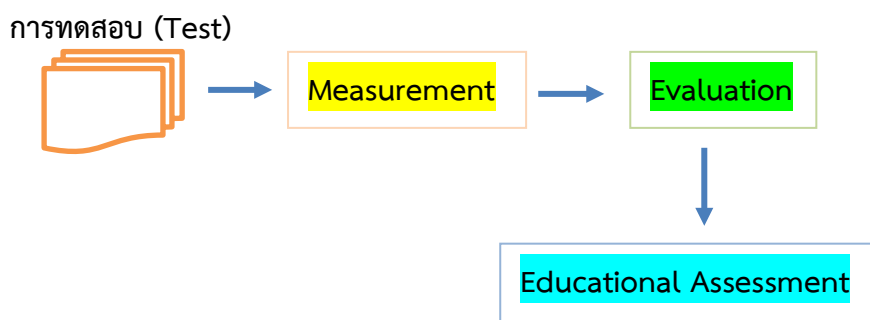 การทดสอบ (Test)
Measurement
Evaluation
Educational Assessment